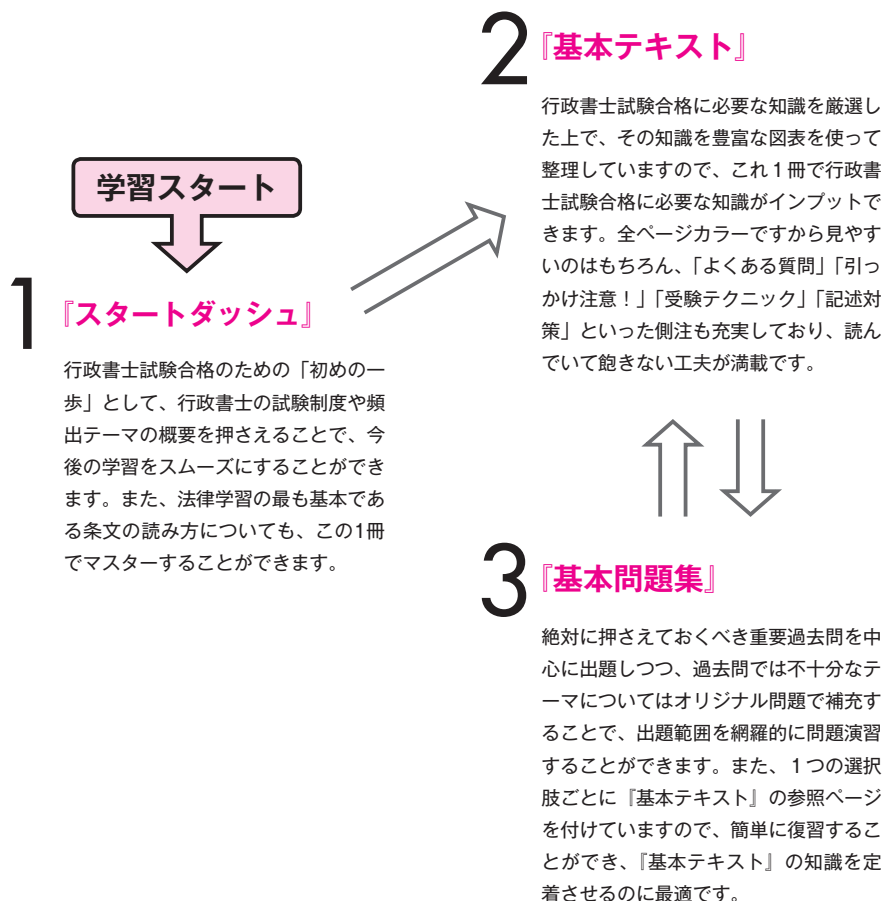 学習スタート
1
『スタートダッシュ』
行政書士試験合格のための「初めの一
歩」として、行政書士の試験制度や頻
出テーマの概要を押さえることで、今
後の学習をスムーズにすることができ
ます。また、法律学習の最も基本であ
る条文の読み方についても、この1冊
でマスターすることができます。
2
『基本テキスト』
行政書士試験合格に必要な知識を厳選し
た上で、その知識を豊富な図表を使って
整理していますので、これ1冊で行政書
士試験合格に必要な知識がインプットで
きます。全ページカラーですから見やす
いのはもちろん、「よくある質問」「引っ
かけ注意！」「受験テクニック」「記述対
策」といった側注も充実しており、読ん
でいて飽きない工夫が満載です。
3
『基本問題集』
絶対に押さえておくべき重要過去問を中
心に出題しつつ、過去問では不十分なテ
ーマについてはオリジナル問題で補充す
ることで、出題範囲を網羅的に問題演習
することができます。また、1つの選択
肢ごとに『基本テキスト』の参照ページ
を付けていますので、簡単に復習するこ
とができ、『基本テキスト』の知識を定
着させるのに最適です。